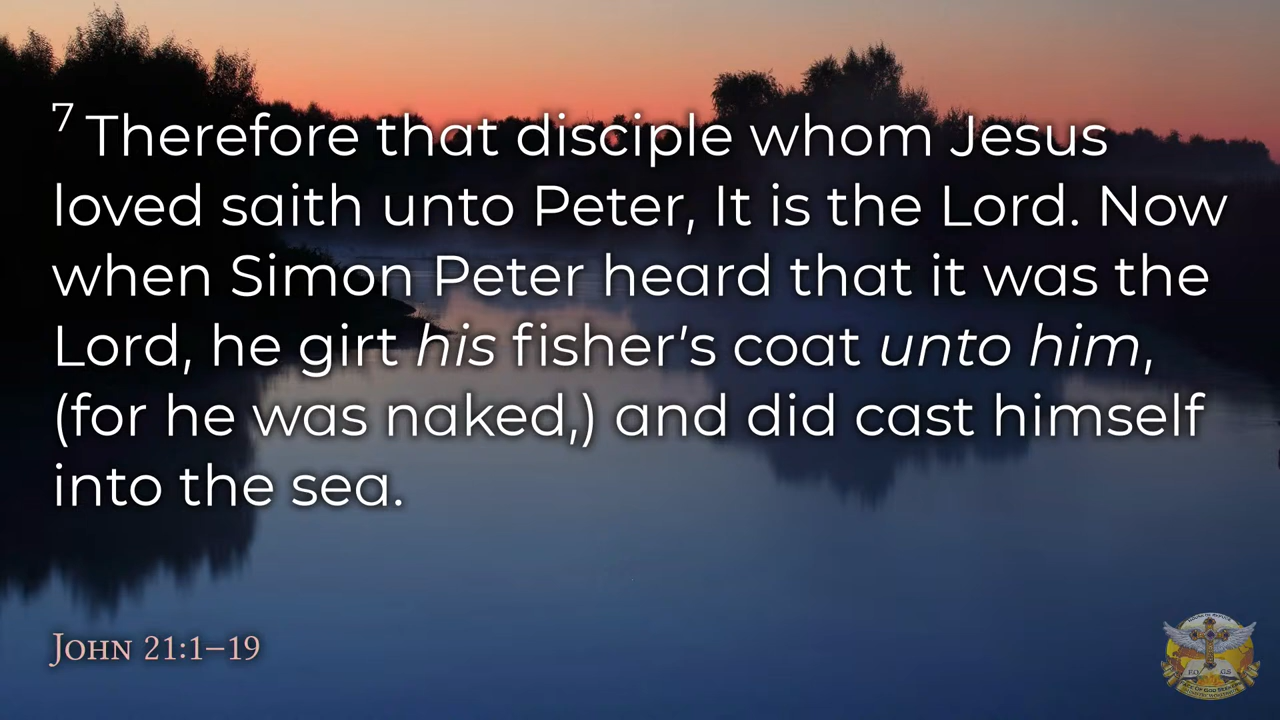 7 Therefore that disciple whom Jesus
loved saith unto Peter, It is the Lord. Now
when Simon Peter heard that it was the
Lord, he girt his fisher’s coat unto him,
(for he was naked,) and did cast himself
into the sea.
John 21:1–19